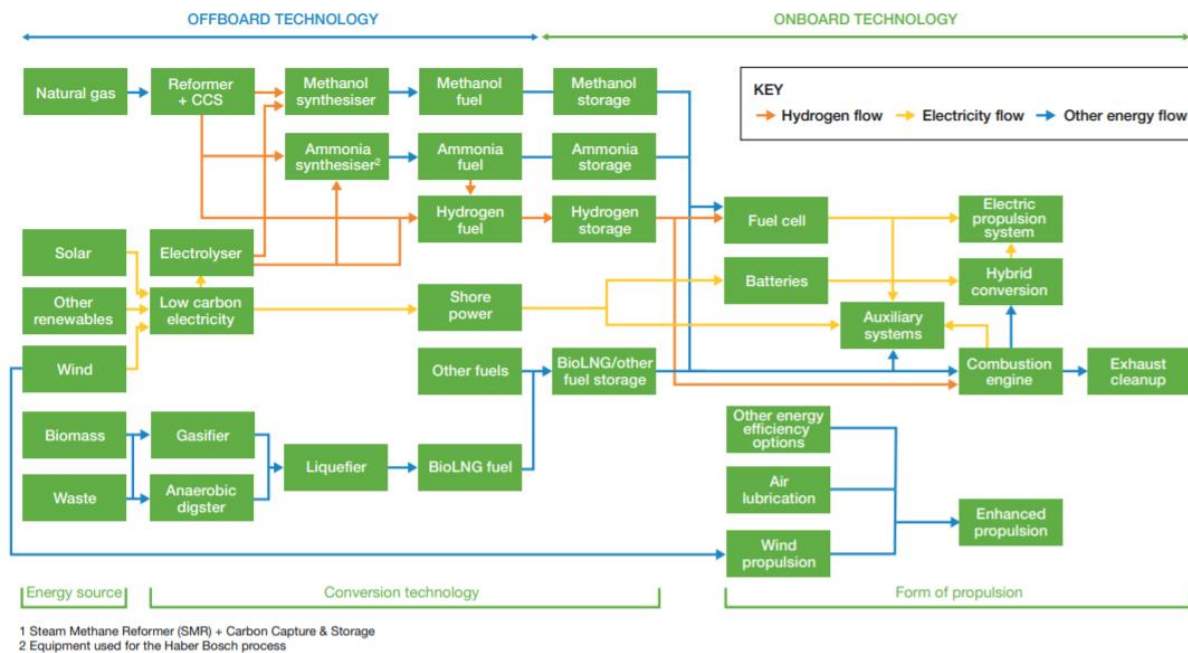 OFFBOARD TECHNOLOGY
ONBOARD TECHNOLOGY
Natural gas
Reformer
+ CCS
Methanol
synthesiser
Methanol
fuel
Methanol
storage
KEY
Hydrogen flow
Electricity flow
Other energy flow
Ammonia
synthesiser2
Ammonia
fuel
Ammonia
storage
Hydrogen
fuel
Hydrogen
storage
Fuel cell
Electric
propulsion
system
Solar
Electrolyser
Batteries
Hybrid
conversion
Other
renewables
Low carbon
electricity
Shore
power
Auxiliary
systems
Wind
Other fuels
BioLNG/other
fuel storage
Combustion
engine
Exhaust
cleanup
Biomass
Gasifier
Other energy
efficiency
options
Liquefier
BioLNG fuel
Waste
Anaerobic
digster
Air
lubrication
Enhanced
propulsion
Wind
propulsion
Energy source
Conversion technology
Form of propulsion
1 Steam Methane Reformer (SMR) + Carbon Capture & Storage
2 Equipment used for the Haber Bosch process